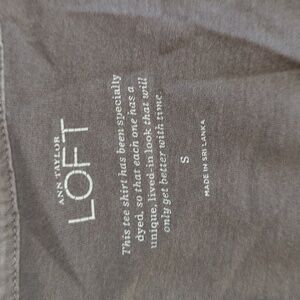 ANN TAYLOR
LOFT
This tee shirt has been specially
dyed, so that each one has a
unique, lived-in look that will
only get better with time.
S
MADE IN SRI LANKA